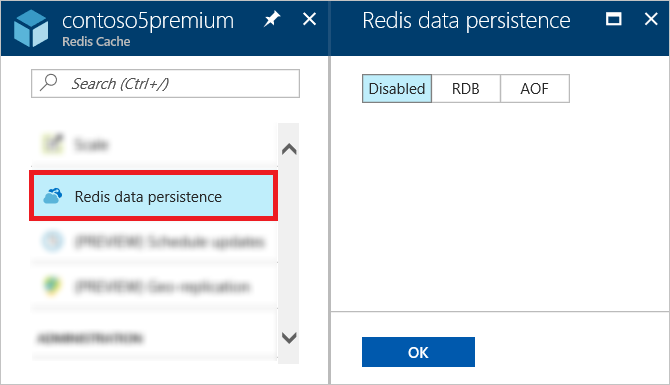 contoso5premium
Redis Cache
Search (Ctrl+/)
Scale
Redis data persistence
(PREVIEW) Schedule updates
(PREVIEW) Geo-replication
ADMINISTRATION
Redis data persistence
Disabled RDB AOF
OK